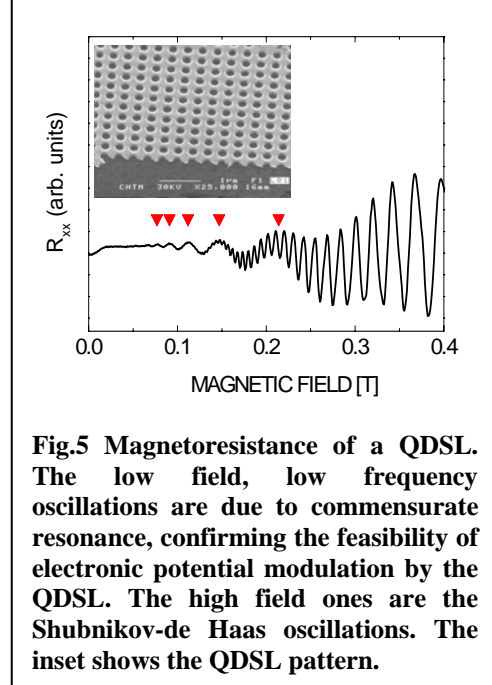 1µm F1
CHTM 30KV X25,000 16mm
R_xx (arb. units)
0.0 0.1 0.2 0.3 0.4
MAGNETIC FIELD [T]
Fig.5 Magnetoresistance of a QDSL.
The low field, low frequency
oscillations are due to commensurate
resonance, confirming the feasibility of
electronic potential modulation by the
QDSL. The high field ones are the
Shubnikov-de Haas oscillations. The
inset shows the QDSL pattern.